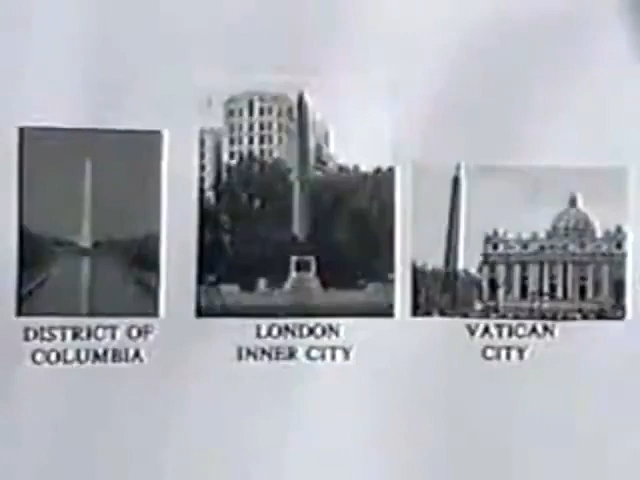 DISTRICT OF
COLUMBIA
LONDON
INNER CITY
VATICAN
CITY